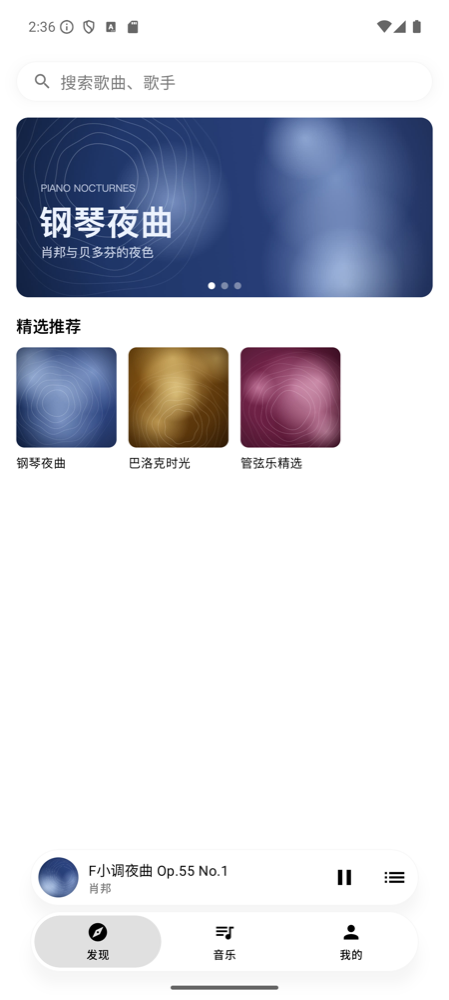 2:36
搜索歌曲、歌手
PIANO NOCTURNES
钢琴夜曲
肖邦与贝多芬的夜色
精选推荐
钢琴夜曲 巴洛克时光 管弦乐精选
F小调夜曲 Op.55 No.1
肖邦
发现 音乐 我的